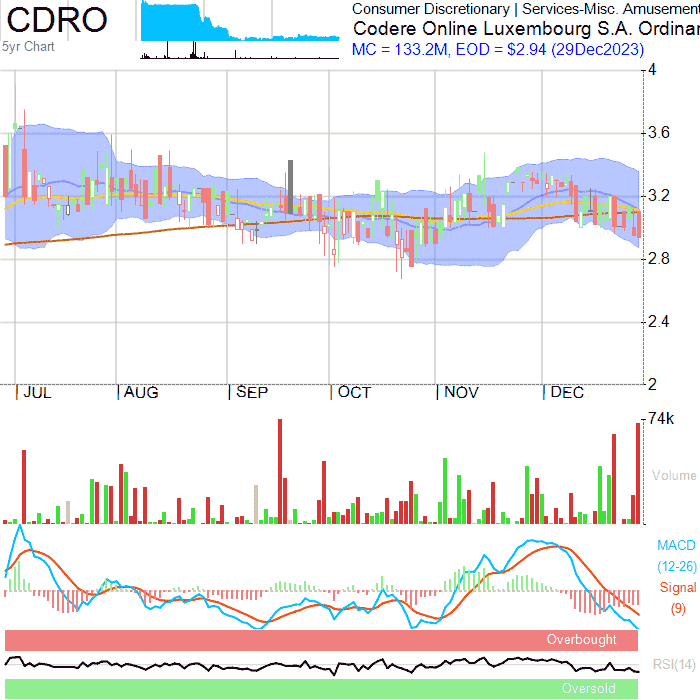 CDRO
5yr Chart
Consumer Discretionary | Services-Misc. Amusement
Codere Online Luxembourg S.A. Ordinar
MC = 133.2M, EOD = $2.94 (29Dec2023)
4
3.6
3.2
2.8
2.4
2
JUL AUG SEP OCT NOV DEC
74k
Volume
MACD
(12-26)
Signal
(9)
Overbought
RSI(14)
Oversold